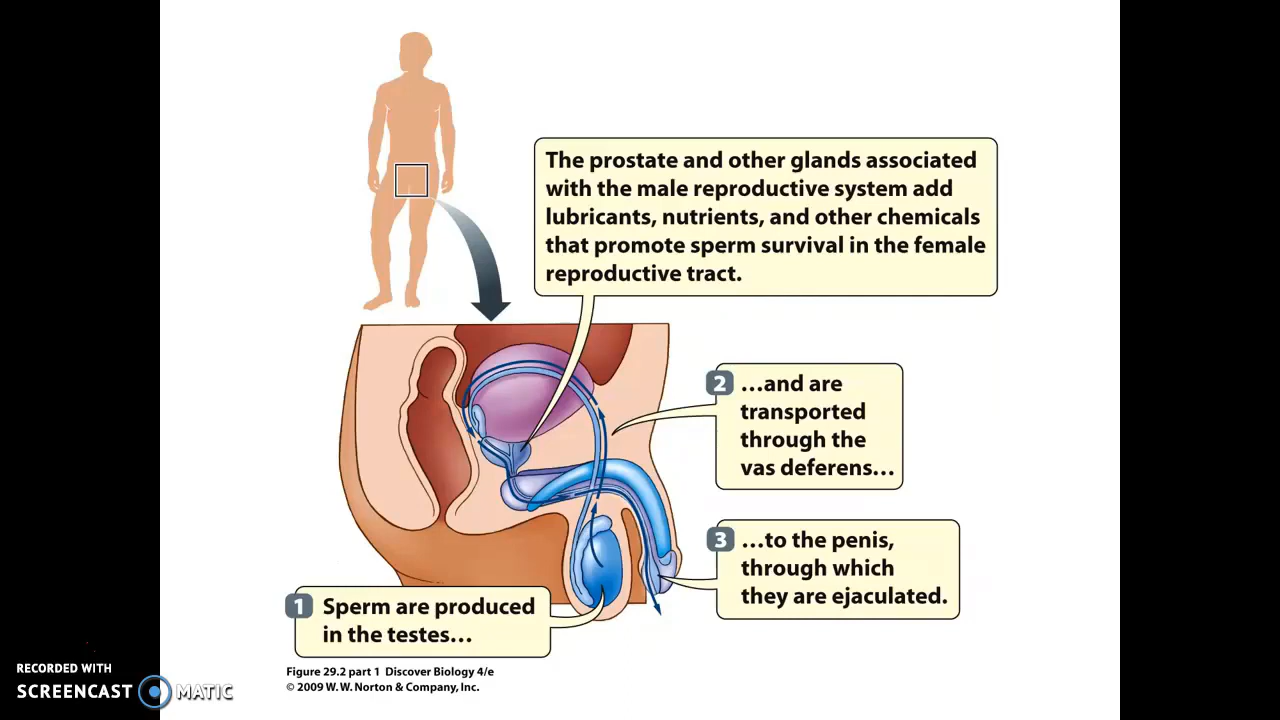 The prostate and other glands associated
with the male reproductive system add
lubricants, nutrients, and other chemicals
that promote sperm survival in the female
reproductive tract.
2 …and are
transported
through the
vas deferens…
3 …to the penis,
through which
they are ejaculated.
1 Sperm are produced
in the testes…
Figure 29.2 part 1 Discover Biology 4/e
© 2009 W. W. Norton & Company, Inc.
RECORDED WITH
SCREENCAST MATIC